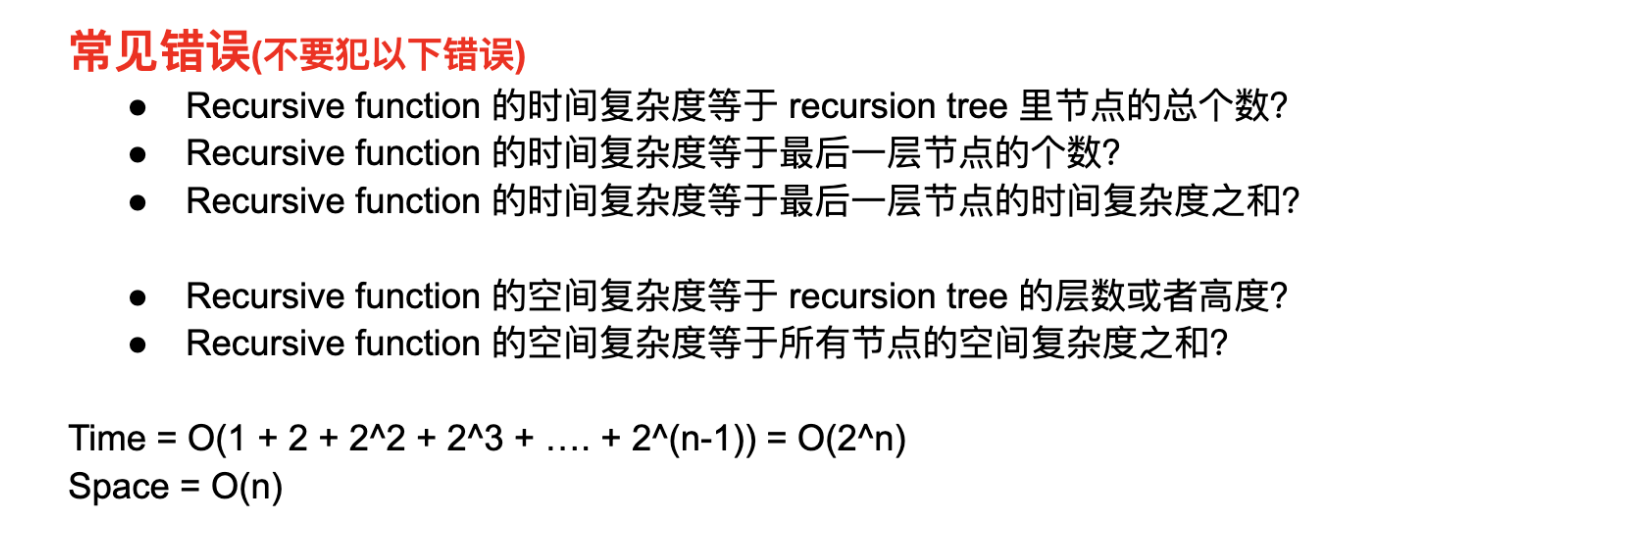 常见错误(不要犯以下错误)
● Recursive function 的时间复杂度等于 recursion tree 里节点的总个数?
● Recursive function 的时间复杂度等于最后一层节点的个数?
● Recursive function 的时间复杂度等于最后一层节点的时间复杂度之和?
● Recursive function 的空间复杂度等于 recursion tree 的层数或者高度?
● Recursive function 的空间复杂度等于所有节点的空间复杂度之和?
Time = O(1 + 2 + 2^2 + 2^3 + .... + 2^(n-1)) = O(2^n)
Space = O(n)